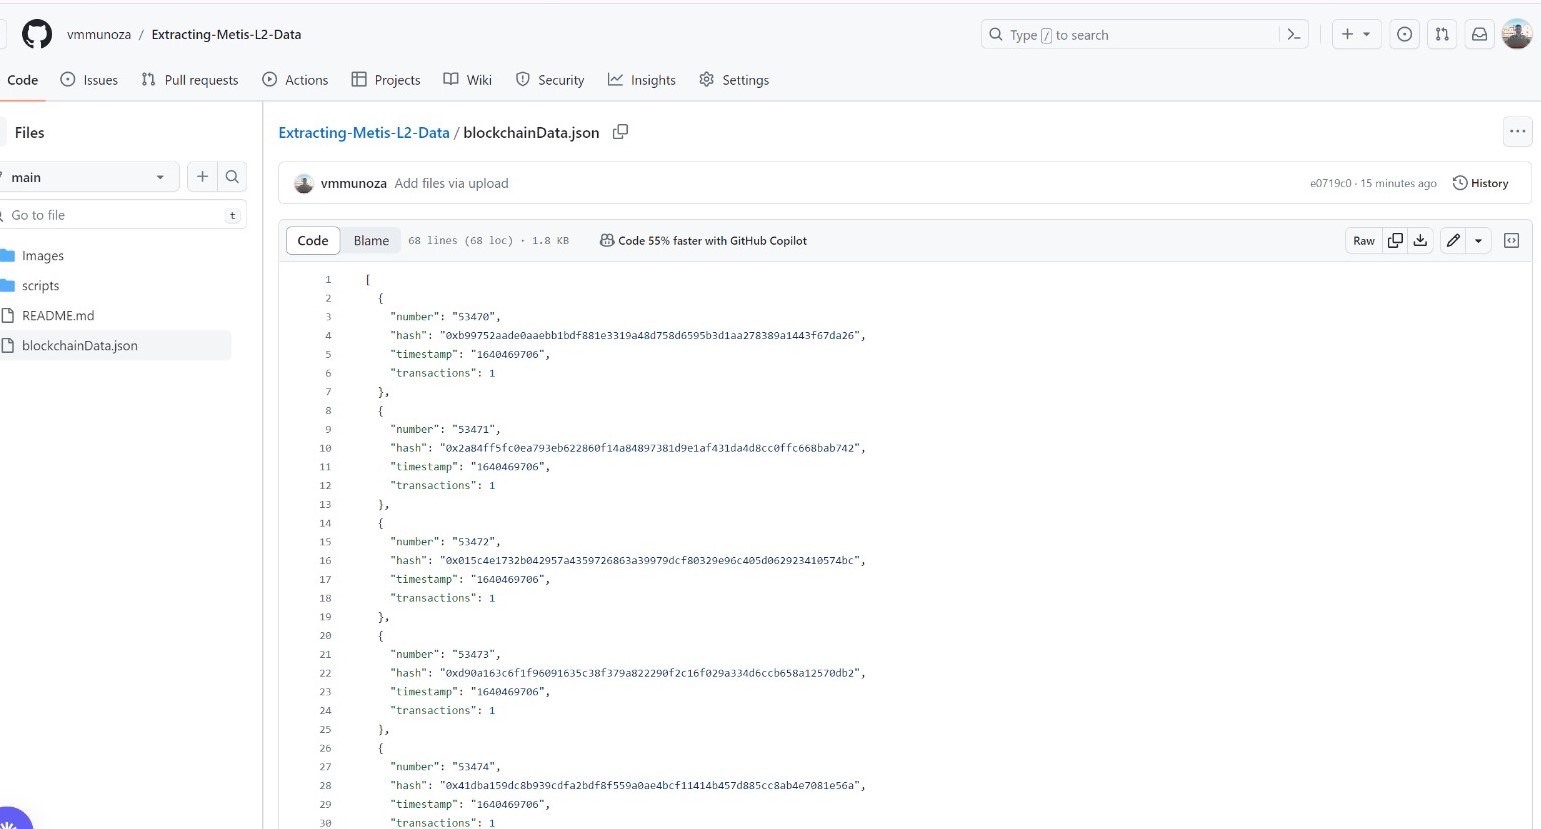 vmmunoza / Extracting-Metis-L2-Data
Type / to search
Code Issues Pull requests Actions Projects Wiki Security Insights Settings
Files
main
Go to file t
Images
scripts
README.md
blockchainData.json
Extracting-Metis-L2-Data / blockchainData.json
vmmunoza Add files via upload e0719c0 · 15 minutes ago History
Code Blame 68 lines (68 loc) · 1.8 KB Code 55% faster with GitHub Copilot Raw
1 [
2 {
3 "number": "53470",
4 "hash": "0xb99752aade0aaebb1bdf881e3319a48d758d6595b3d1aa278389a1443f67da26",
5 "timestamp": "1640469706",
6 "transactions": 1
7 },
8 {
9 "number": "53471",
10 "hash": "0x2a84ff5fc0ea793eb622860f14a84897381d9e1af431da4d8cc0ffc668bab742",
11 "timestamp": "1640469706",
12 "transactions": 1
13 },
14 {
15 "number": "53472",
16 "hash": "0x015c4e1732b042957a4359726863a39979dcf80329e96c405d062923410574bc",
17 "timestamp": "1640469706",
18 "transactions": 1
19 },
20 {
21 "number": "53473",
22 "hash": "0xd90a163c6f1f96091635c38f379a822290f2c16f029a334d6ccb658a12570db2",
23 "timestamp": "1640469706",
24 "transactions": 1
25 },
26 {
27 "number": "53474",
28 "hash": "0x41dba159dc8b939cdfa2bdf8f559a0ae4bcf11414b457d885cc8ab4e7081e56a",
29 "timestamp": "1640469706",
30 "transactions": 1